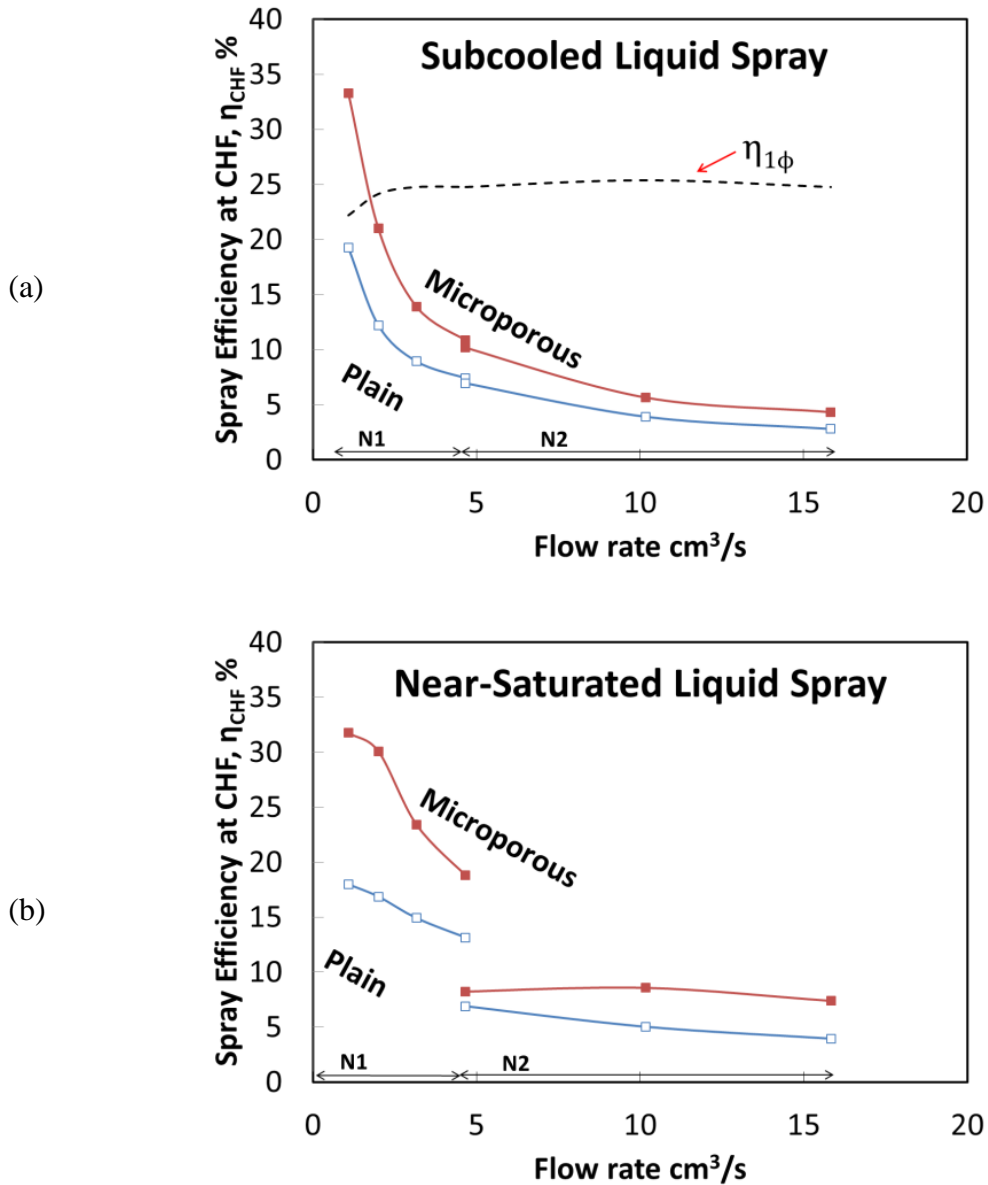 (a)
Subcooled Liquid Spray
Spray Efficiency at CHF, ηCHF %
40
35
30
25
20
15
10
5
0
η1ϕ
Microporous
Plain
N1
N2
0
5
10
15
20
Flow rate cm³/s
(b)
Near-Saturated Liquid Spray
Spray Efficiency at CHF, ηCHF %
40
35
30
25
20
15
10
5
0
Microporous
Plain
N1
N2
0
5
10
15
20
Flow rate cm³/s